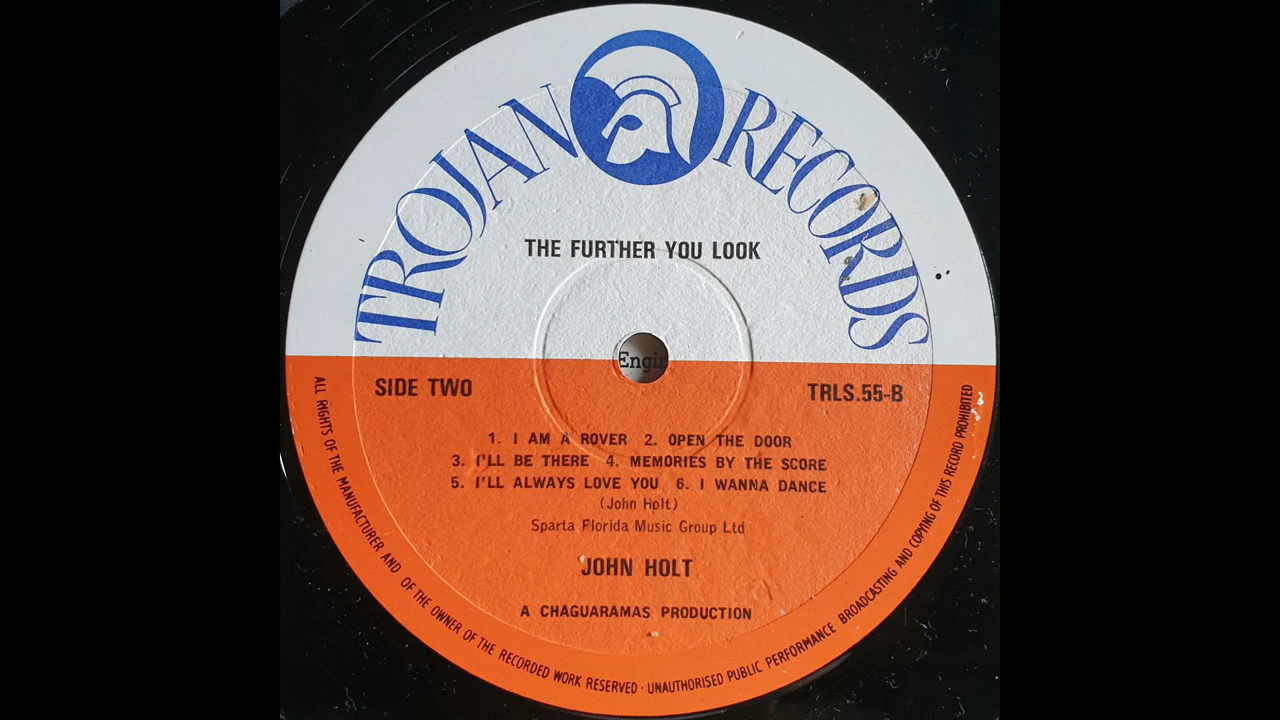 TROJAN RECORDS
THE FURTHER YOU LOOK
Engin
SIDE TWO
TRLS.55-B
1. I AM A ROVER 2. OPEN THE DOOR
3. I'LL BE THERE 4. MEMORIES BY THE SCORE
5. I'LL ALWAYS LOVE YOU 6. I WANNA DANCE
(John Holt)
Sparta Florida Music Group Ltd
JOHN HOLT
A CHAGUARAMAS PRODUCTION
ALL RIGHTS OF THE MANUFACTURER AND OF THE OWNER OF THE RECORDED WORK RESERVED · UNAUTHORISED PUBLIC PERFORMANCE BROADCASTING AND COPYING OF THIS RECORD PROHIBITED